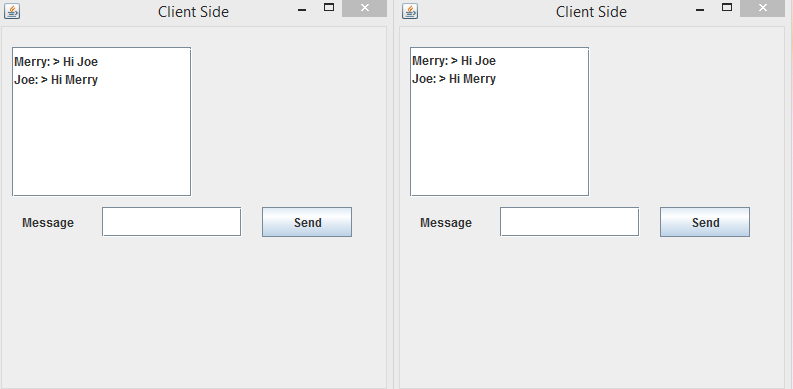 Client Side
Merry: > Hi Joe
Joe: > Hi Merry
Message
Send
Client Side
Merry: > Hi Joe
Joe: > Hi Merry
Message
Send